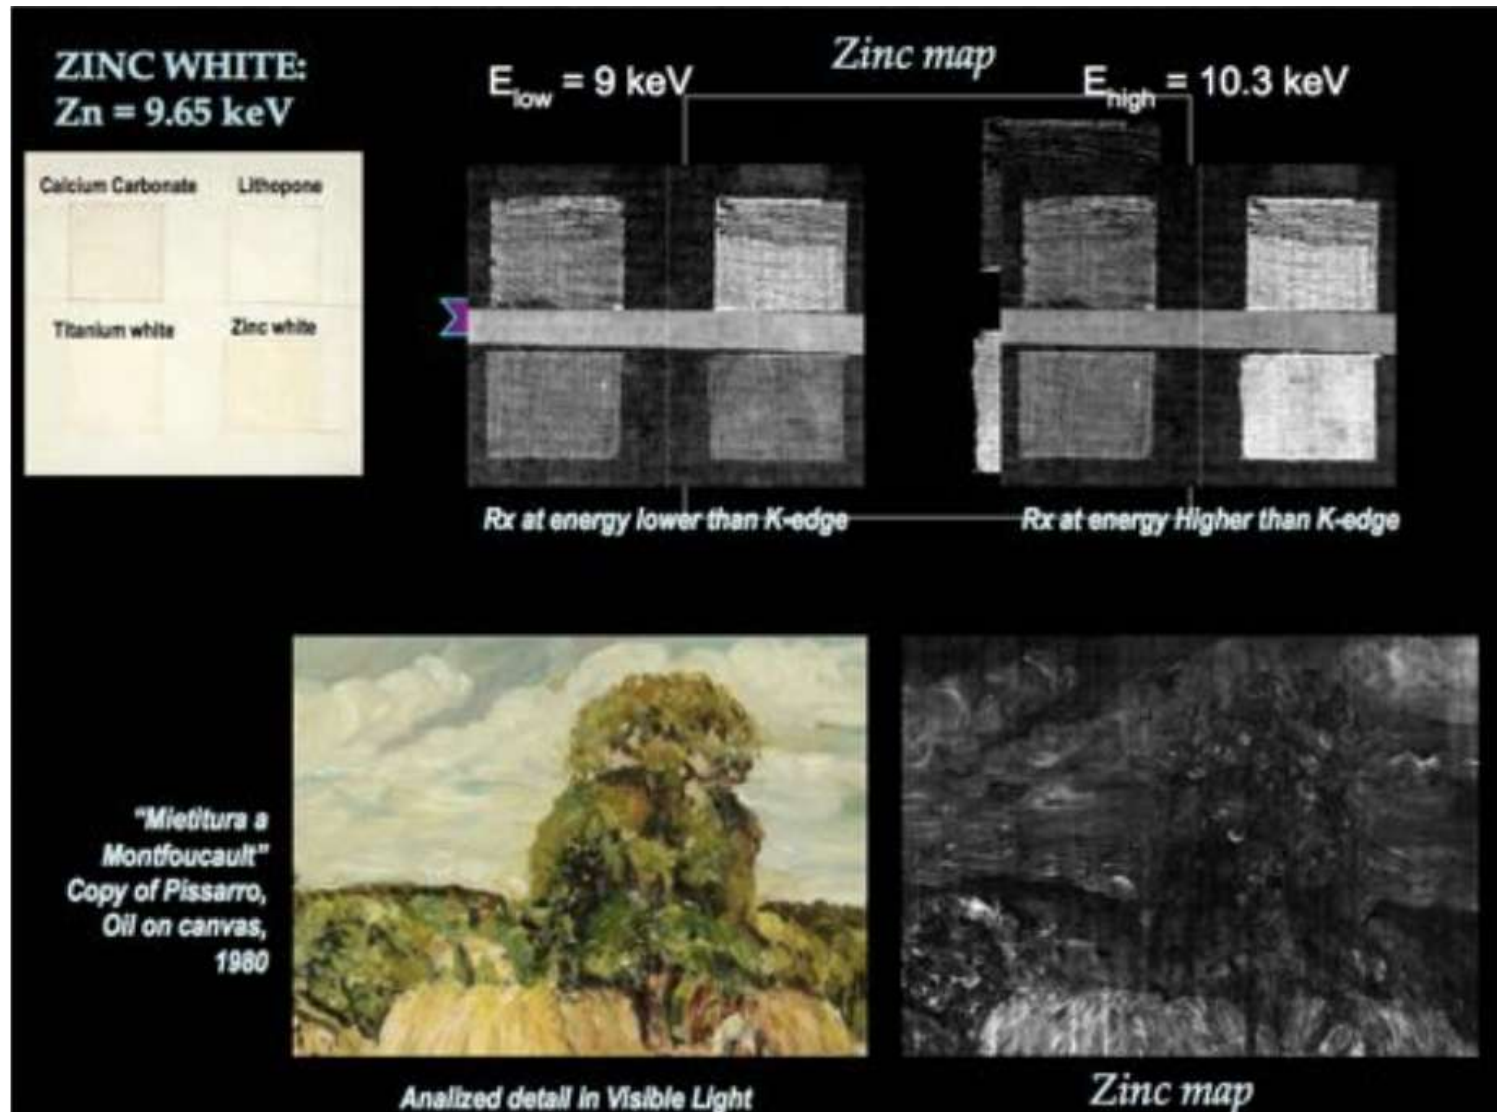 ZINC WHITE:
Zn = 9.65 keV
Zinc map
E_low = 9 keV
E_high = 10.3 keV
Calcium Carbonate
Lithopone
Titanium white
Zinc white
Rx at energy lower than K-edge
Rx at energy Higher than K-edge
"Mietitura a
Montfoucault"
Copy of Pissarro,
Oil on canvas,
1980
Analized detail in Visible Light
Zinc map